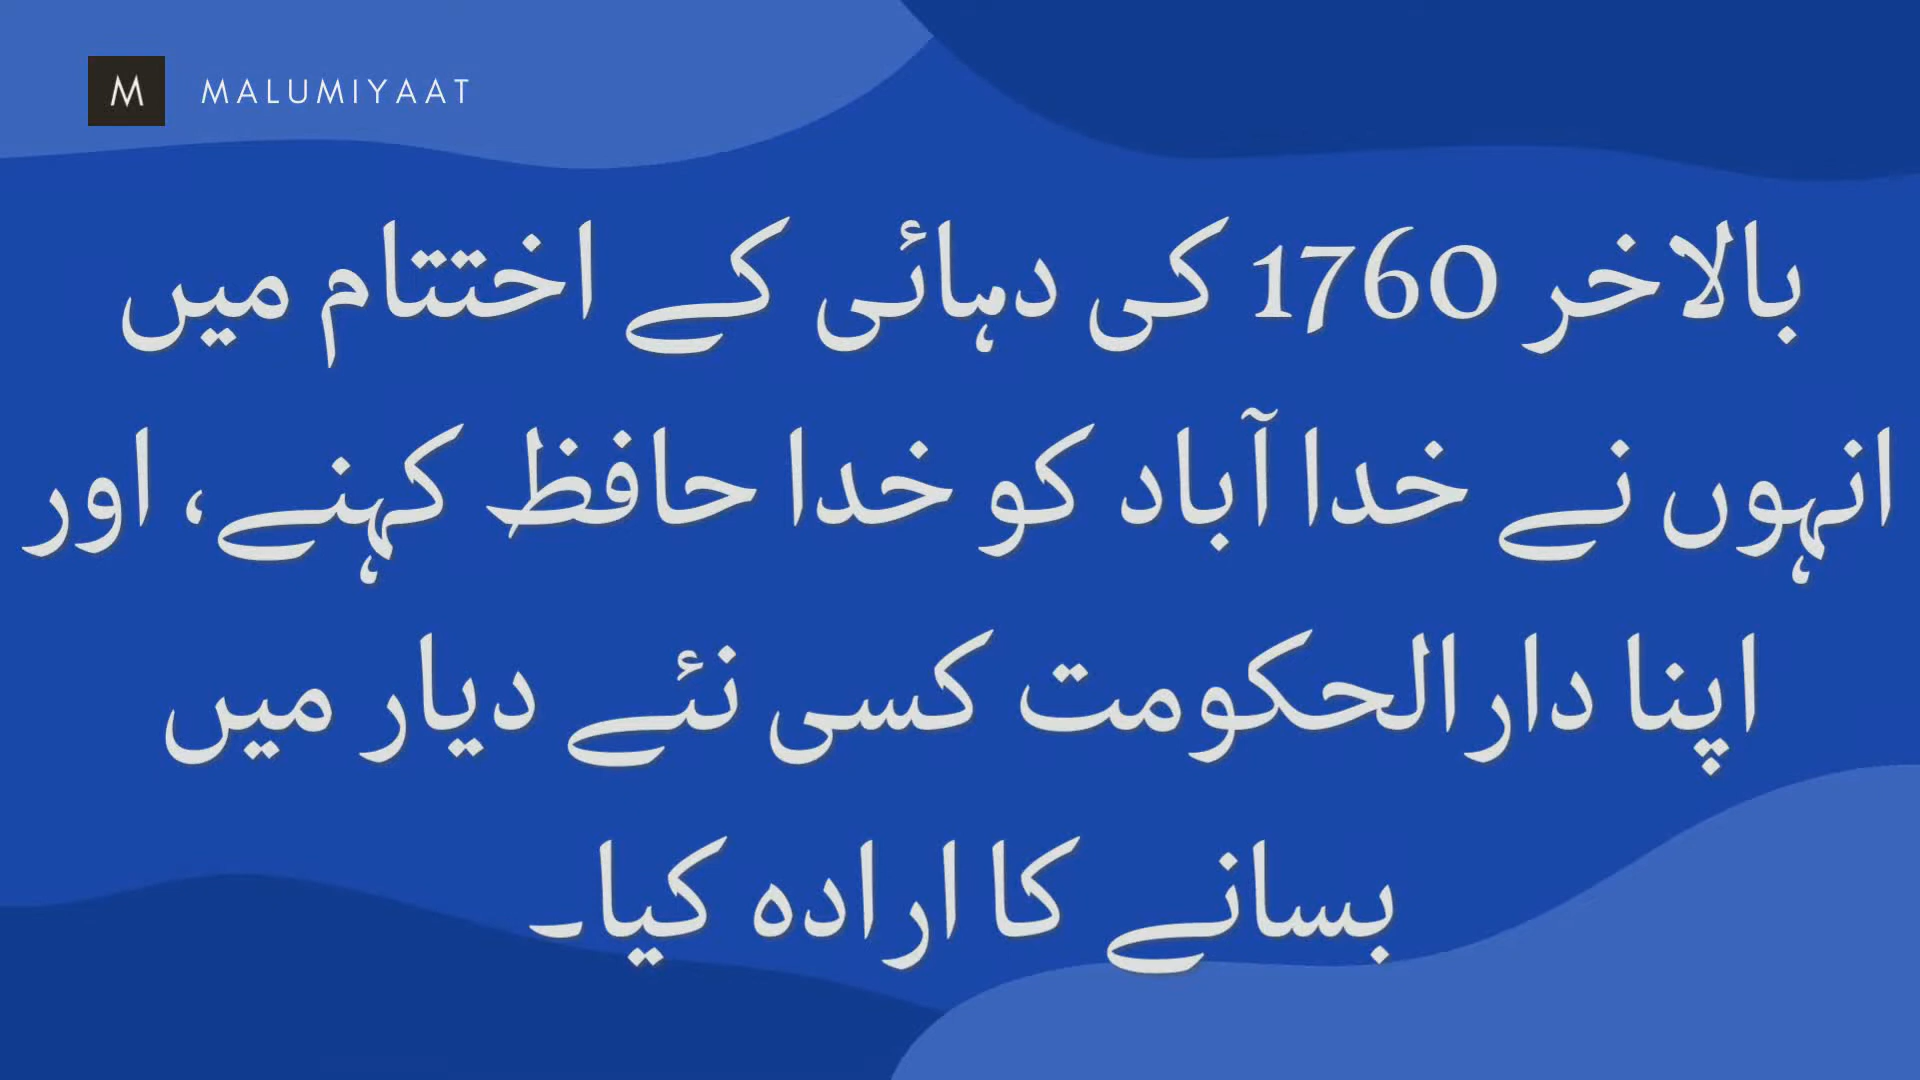 M MALUMIYAAT
بالاخر 1760 کی دہائی کے اختتام میں
انہوں نے خدا آباد کو خدا حافظ کہنے، اور
اپنا دارالحکومت کسی نئے دیار میں
بسانے کا ارادہ کیا۔